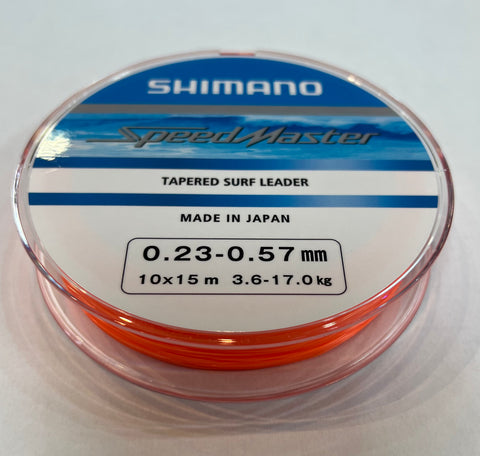 SHIMANO
SpeedMaster
TAPERED SURF LEADER
MADE IN JAPAN
0.23-0.57mm
10x15m 3.6-17.0kg